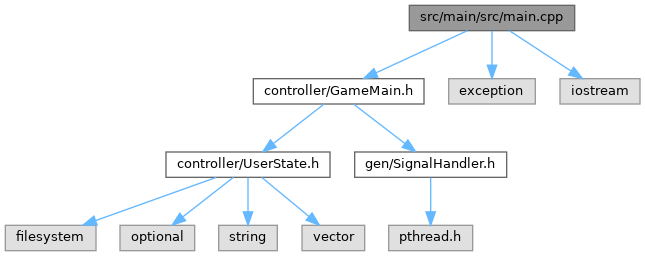 src/main/src/main.cpp
controller/GameMain.h
exception
iostream
controller/UserState.h
gen/SignalHandler.h
filesystem
optional
string
vector
pthread.h